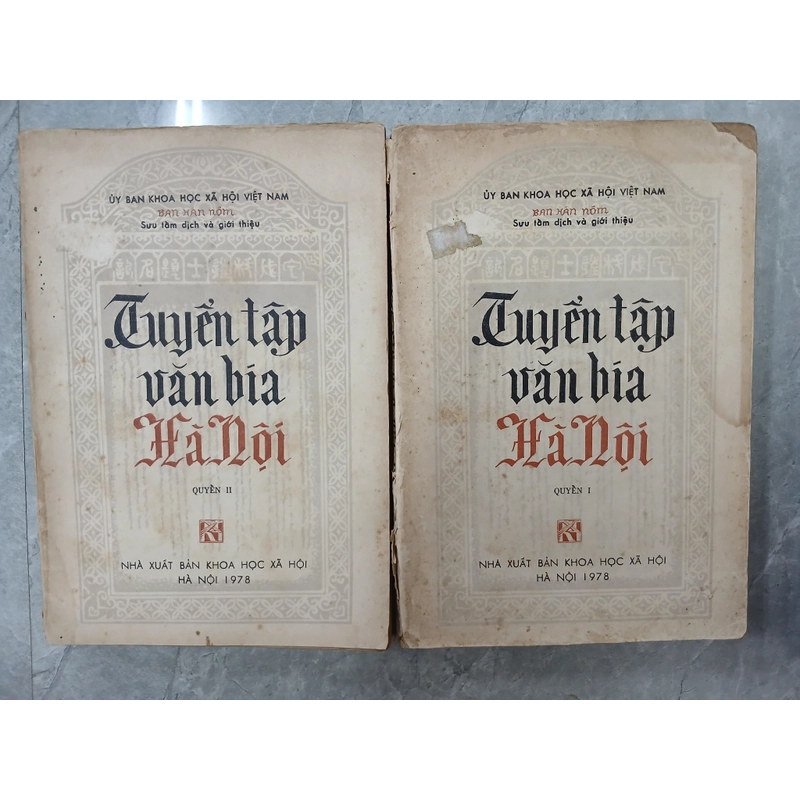 ỦY BAN KHOA HỌC XÃ HỘI VIỆT NAM
BAN HÁN NÔM
Sưu tầm dịch và giới thiệu
Tuyển tập
văn bia
Hà Nội
QUYỂN II
NHÀ XUẤT BẢN KHOA HỌC XÃ HỘI
HÀ NỘI 1978
ỦY BAN KHOA HỌC XÃ HỘI VIỆT NAM
BAN HÁN NÔM
Sưu tầm dịch và giới thiệu
Tuyển tập
văn bia
Hà Nội
QUYỂN I
NHÀ XUẤT BẢN KHOA HỌC XÃ HỘI
HÀ NỘI 1978